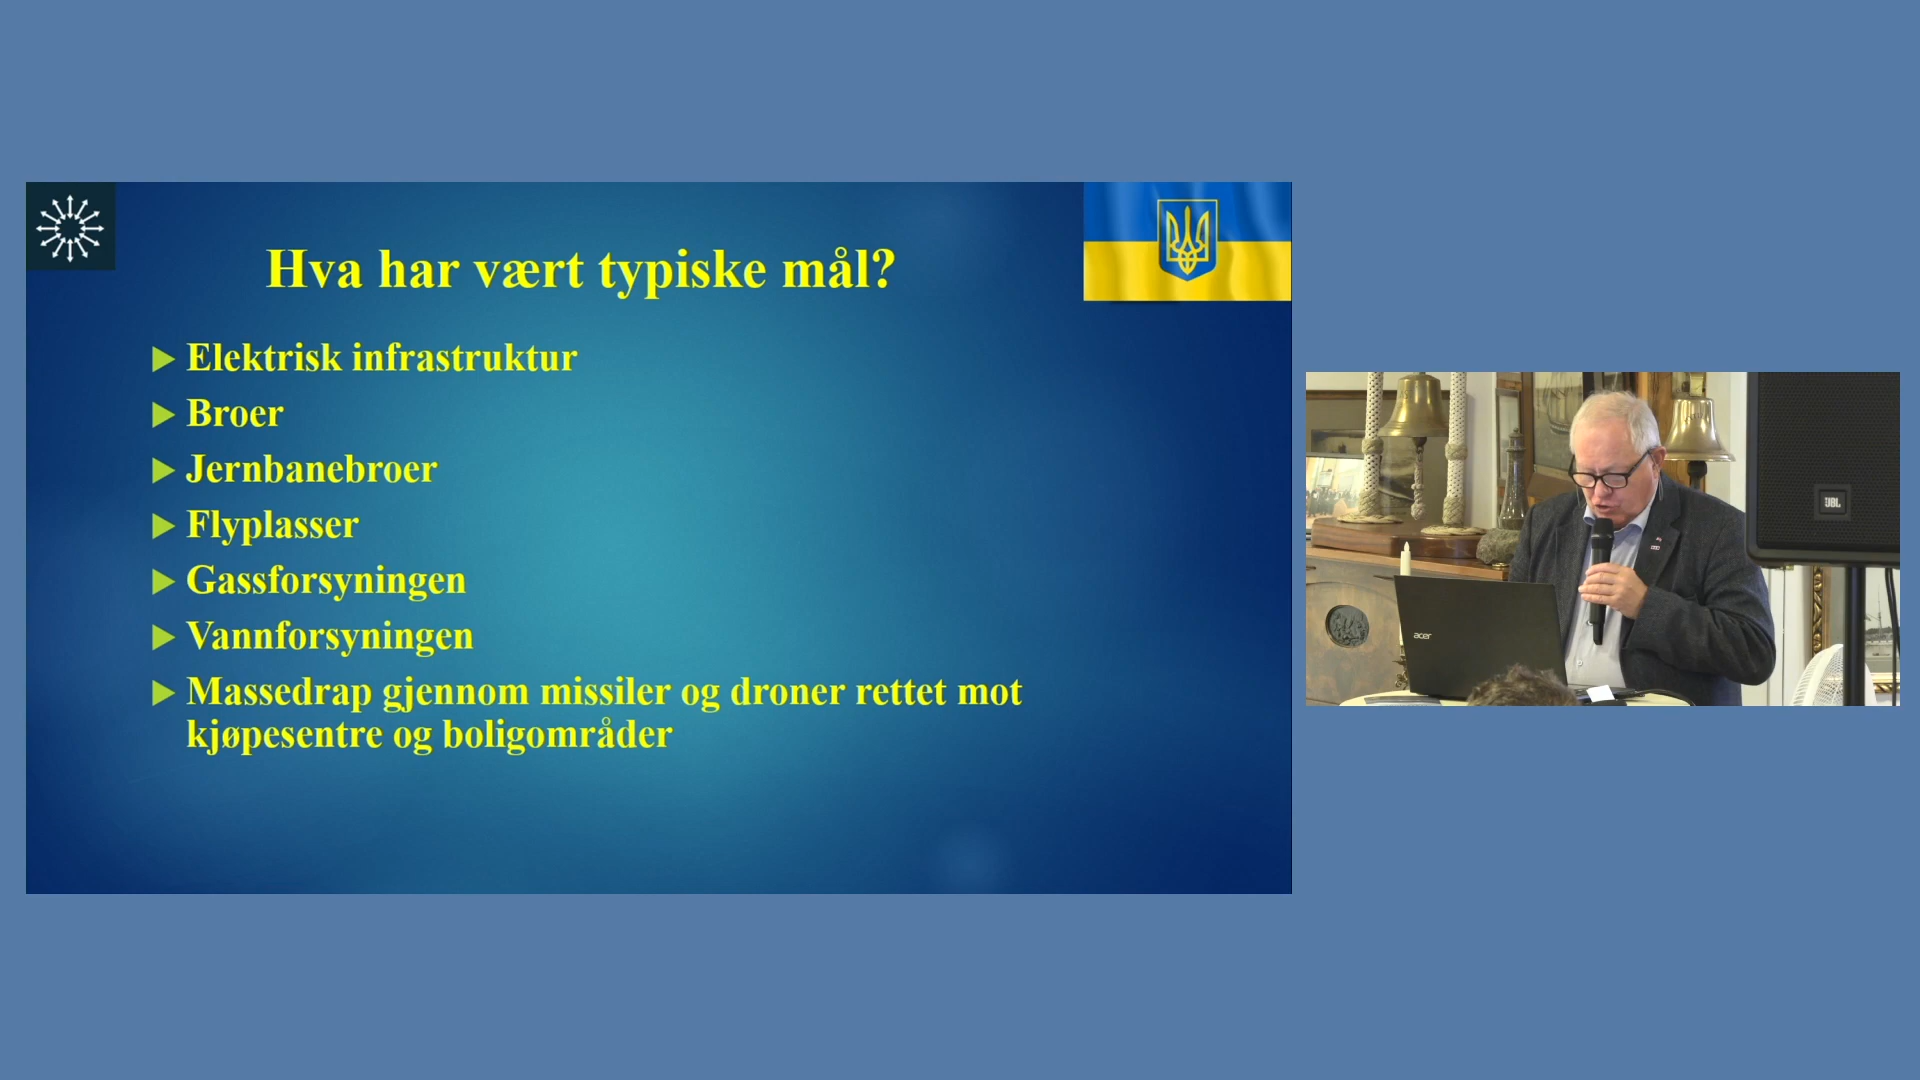 Hva har vært typiske mål?
Elektrisk infrastruktur
Broer
Jernbanebroer
Flyplasser
Gassforsyningen
Vannforsyningen
Massedrap gjennom missiler og droner rettet mot
kjøpesentre og boligområder
JBL
acer